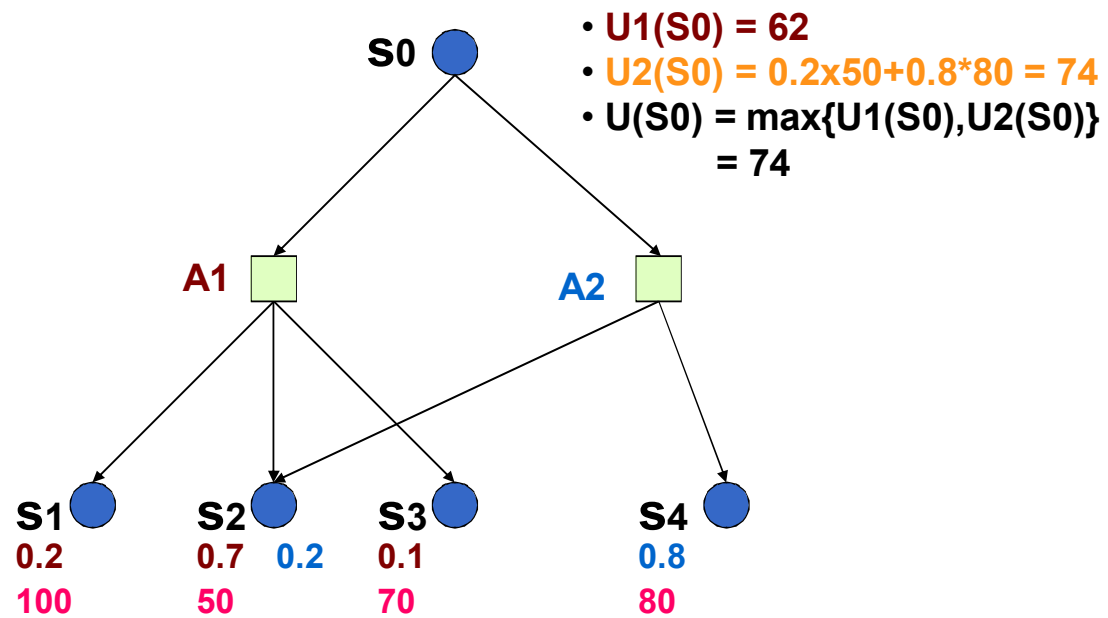 • U1(S0) = 62
S0
• U2(S0) = 0.2x50+0.8*80 = 74
• U(S0) = max{U1(S0),U2(S0)}
= 74
A1
A2
S1 S2 S3 S4
0.2 0.7 0.2 0.1 0.8
100 50 70 80